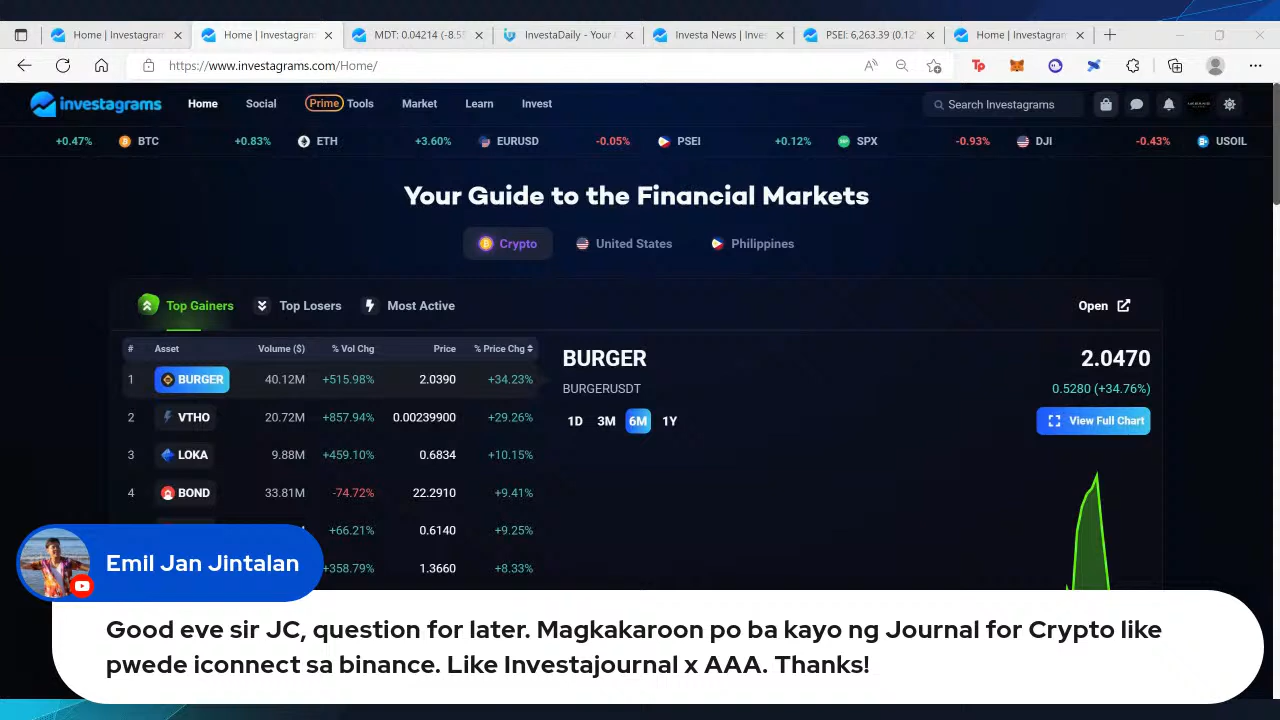 Home | Investagram
Home | Investagram
MDT: 0.04214 (-8.55
InvestaDaily - Your
Investa News | Inves
PSEI: 6,263.39 (0.12
Home | Investagram
https://www.investagrams.com/Home/
investagrams
Home
Social
Prime Tools
Market
Learn
Invest
Search Investagrams
+0.47% BTC +0.83% ETH +3.60% EURUSD -0.05% PSEI +0.12% SPX -0.93% DJI -0.43% USOIL
Your Guide to the Financial Markets
Crypto
United States
Philippines
Top Gainers
Top Losers
Most Active
Open
# Asset Volume ($) % Vol Chg Price % Price Chg
1 BURGER 40.12M +515.98% 2.0390 +34.23%
2 VTHO 20.72M +857.94% 0.00239900 +29.26%
3 LOKA 9.88M +459.10% 0.6834 +10.15%
4 BOND 33.81M -74.72% 22.2910 +9.41%
+66.21% 0.6140 +9.25%
+358.79% 1.3660 +8.33%
BURGER
2.0470
BURGERUSDT
0.5280 (+34.76%)
1D 3M 6M 1Y
View Full Chart
Emil Jan Jintalan
Good eve sir JC, question for later. Magkakaroon po ba kayo ng Journal for Crypto like
pwede iconnect sa binance. Like Investajournal x AAA. Thanks!